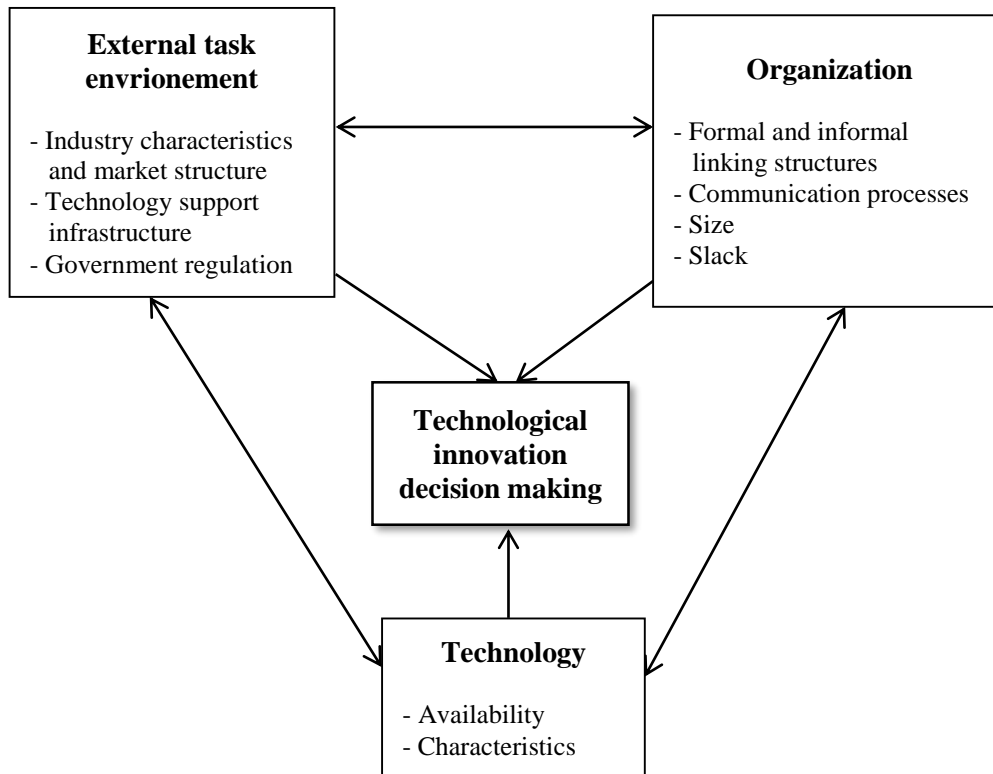 External task
envrionement
- Industry characteristics
and market structure
- Technology support
infrastructure
- Government regulation
Organization
- Formal and informal
linking structures
- Communication processes
- Size
- Slack
Technological
innovation
decision making
Technology
- Availability
- Characteristics